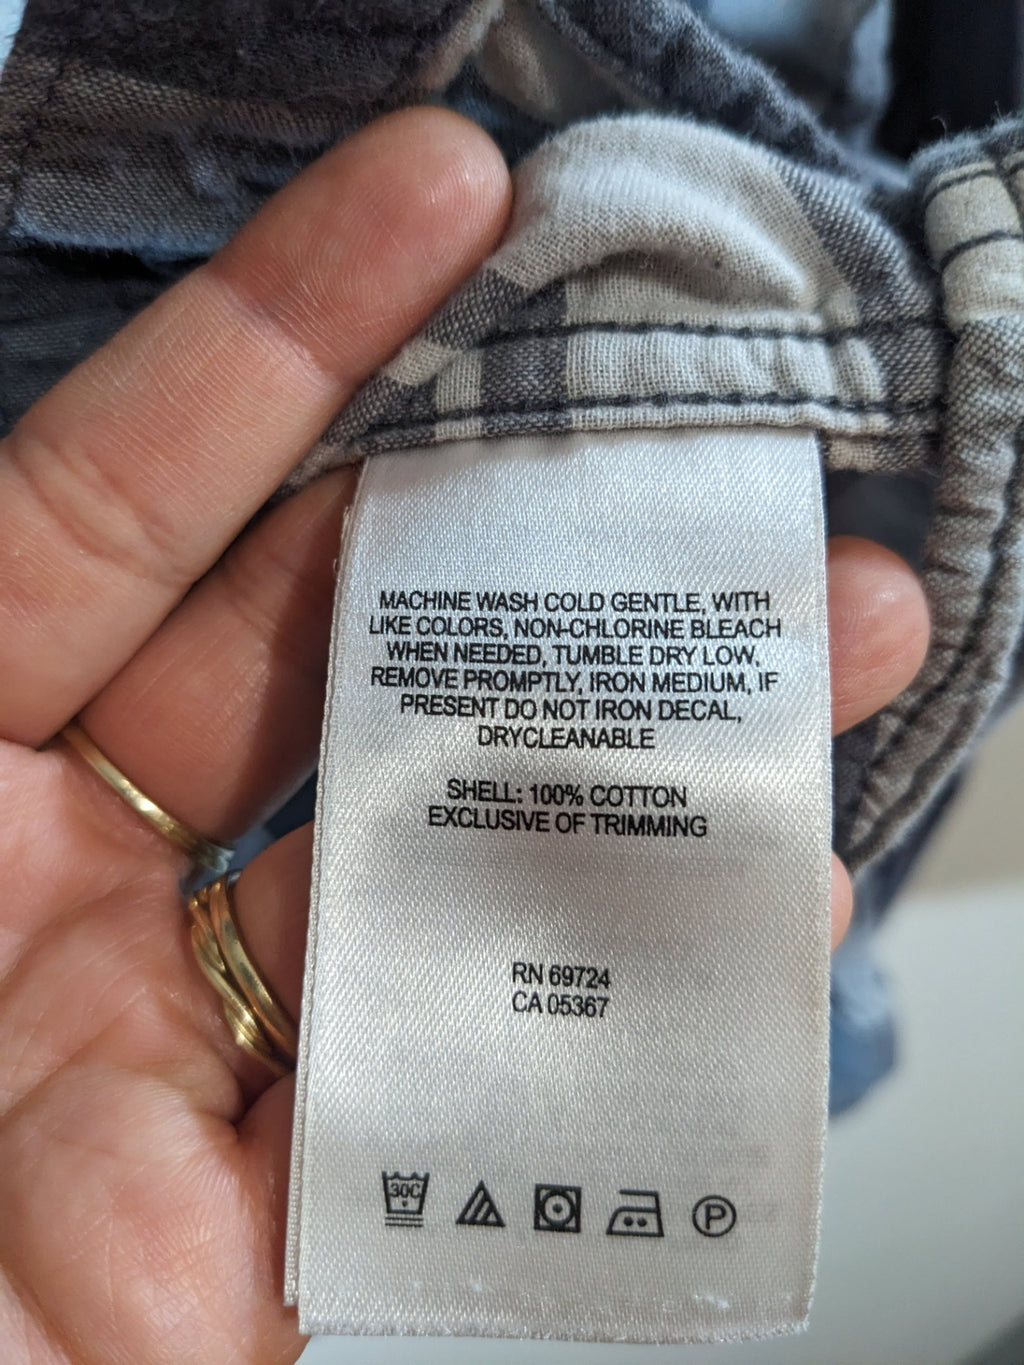 MACHINE WASH COLD GENTLE, WITH
LIKE COLORS, NON-CHLORINE BLEACH
WHEN NEEDED, TUMBLE DRY LOW,
REMOVE PROMPTLY, IRON MEDIUM, IF
PRESENT DO NOT IRON DECAL,
DRYCLEANABLE
SHELL: 100% COTTON
EXCLUSIVE OF TRIMMING
RN 69724
CA 05367
30C P